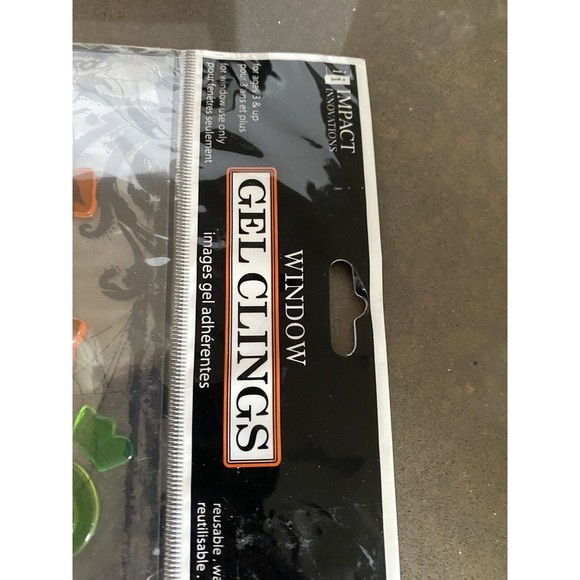 IMPACT
INNOVATIONS
for ages 3 & up
pour 3 ans et plus
for window use only
pour fenêtres seulement
WINDOW
GEL CLINGS
images gel adhérentes
reusable,
reutilisable,